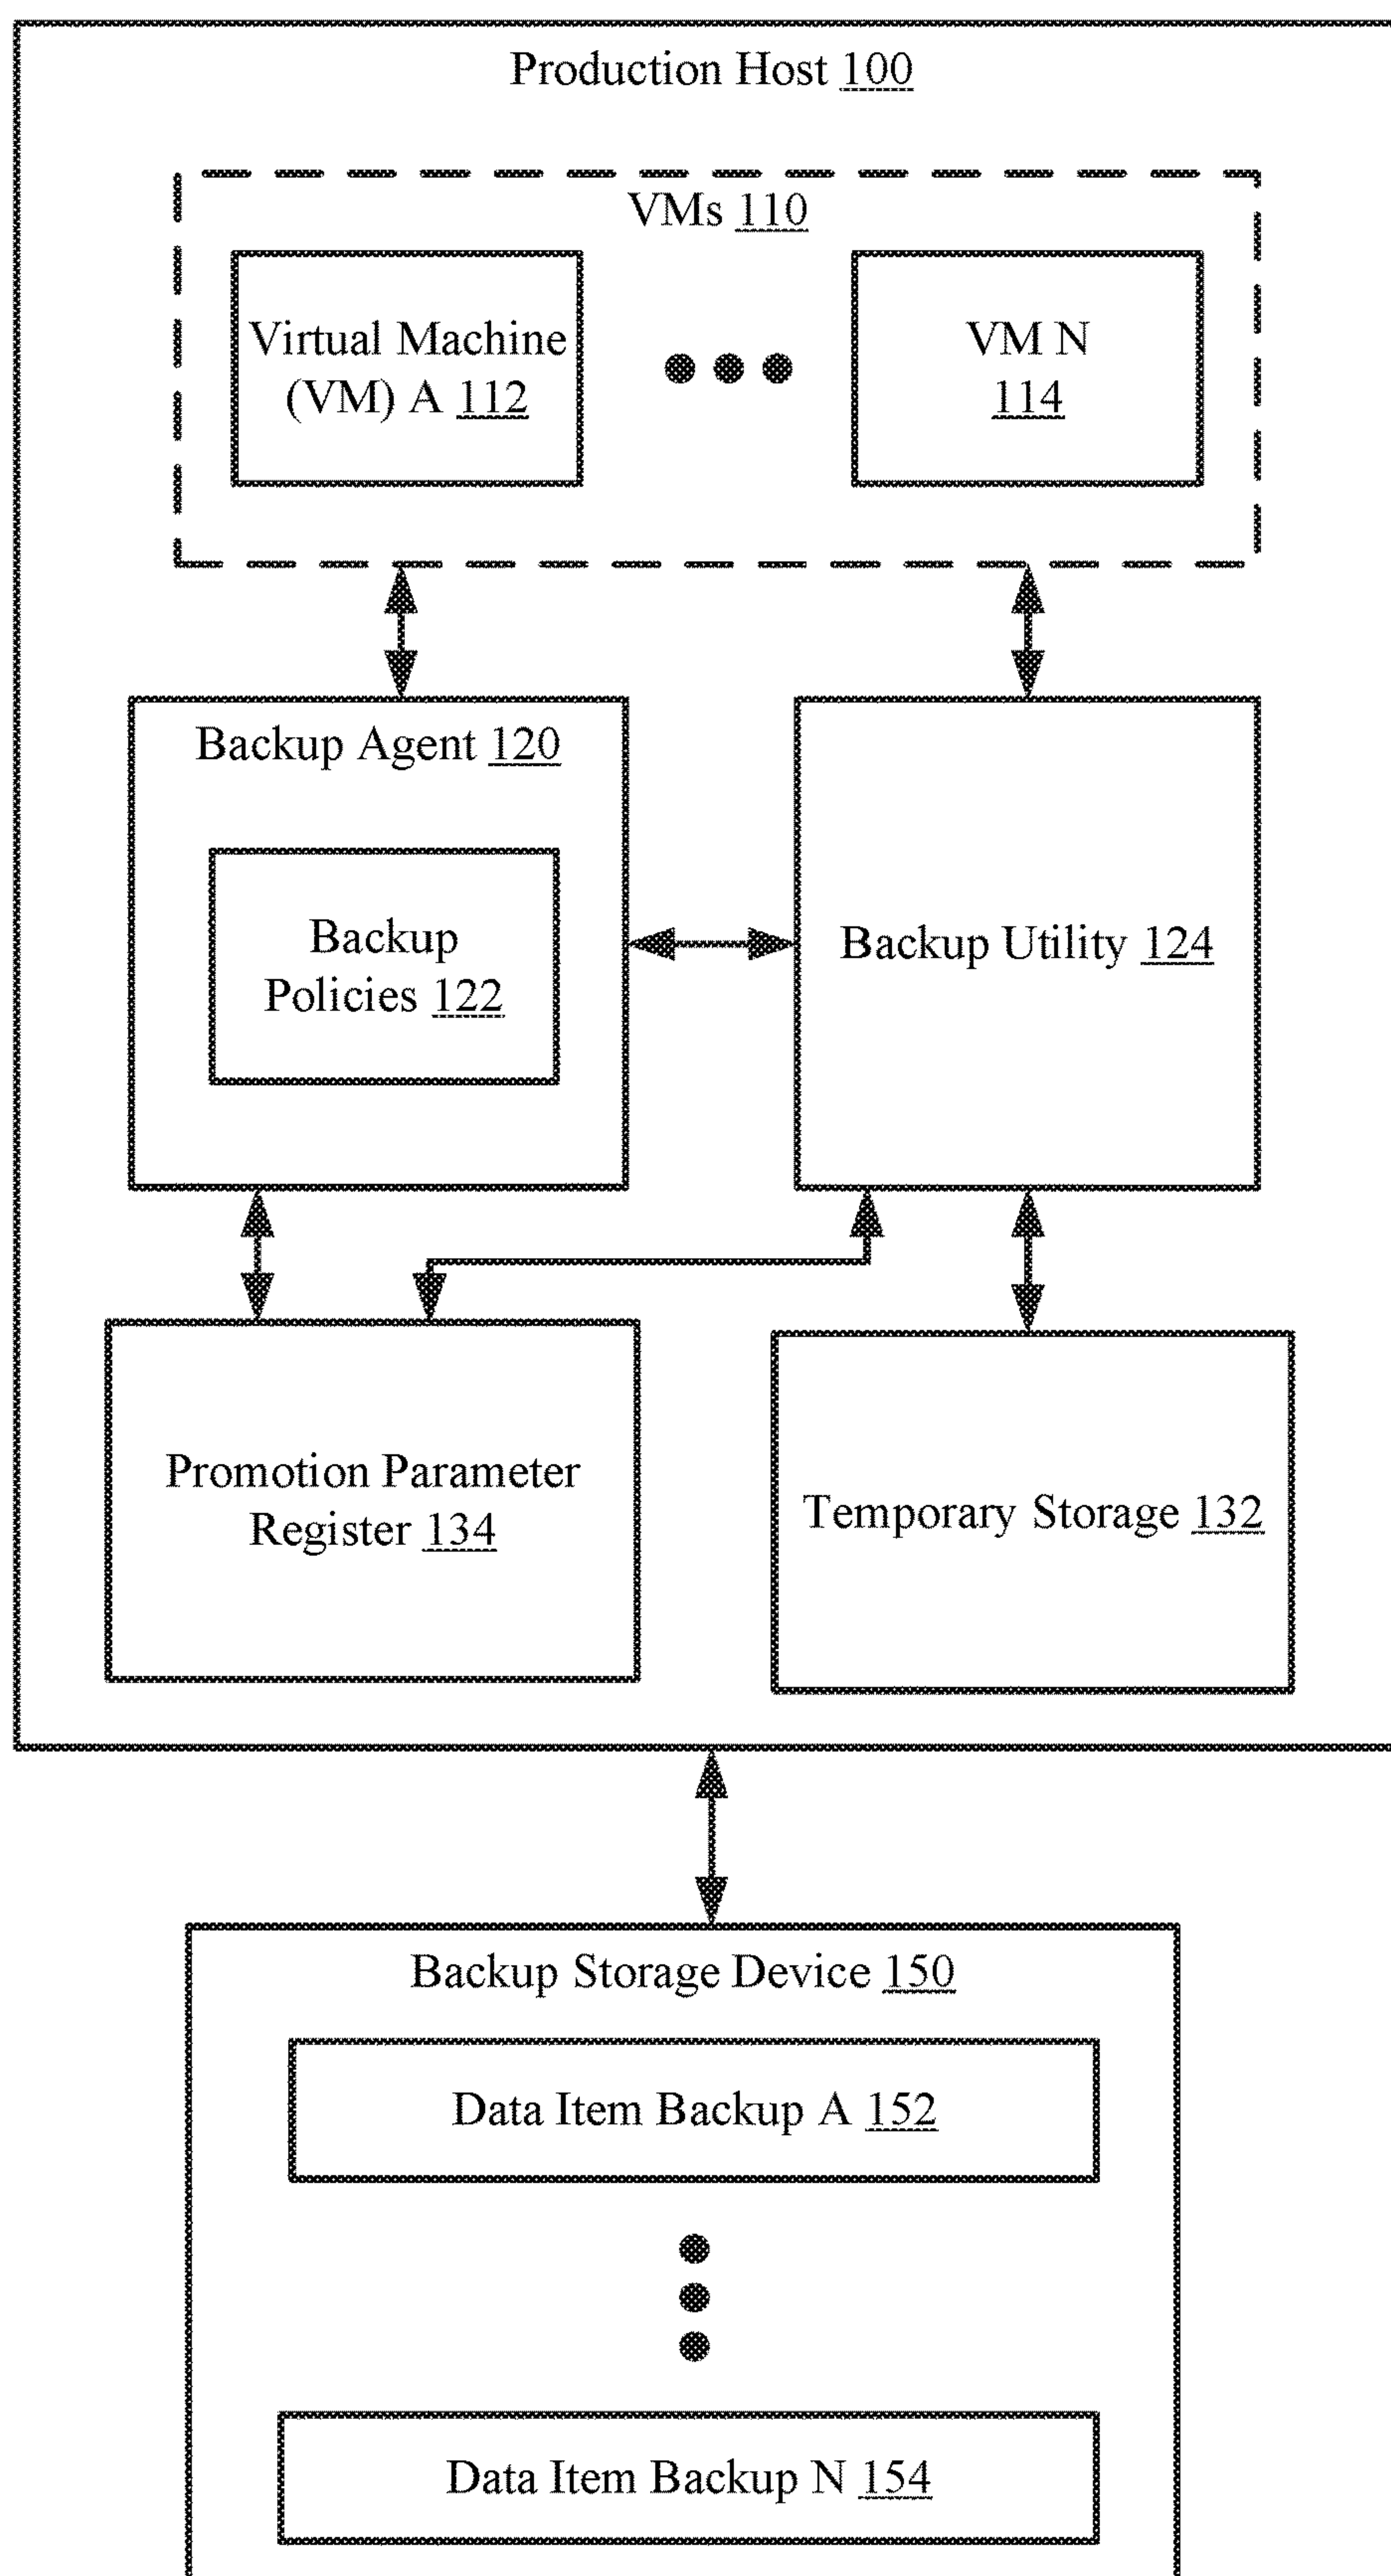 Production Host 100
VMs 110
Virtual Machine
(VM) A 112
VM N
114
Backup Agent 120
Backup
Policies 122
Backup Utility 124
Promotion Parameter
Register 134
Temporary Storage 132
Backup Storage Device 150
Data Item Backup A 152
Data Item Backup N 154